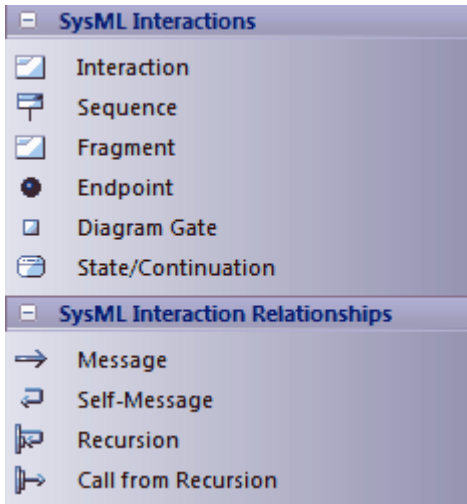 SysML Interactions
Interaction
Sequence
Fragment
Endpoint
Diagram Gate
State/Continuation
SysML Interaction Relationships
Message
Self-Message
Recursion
Call from Recursion